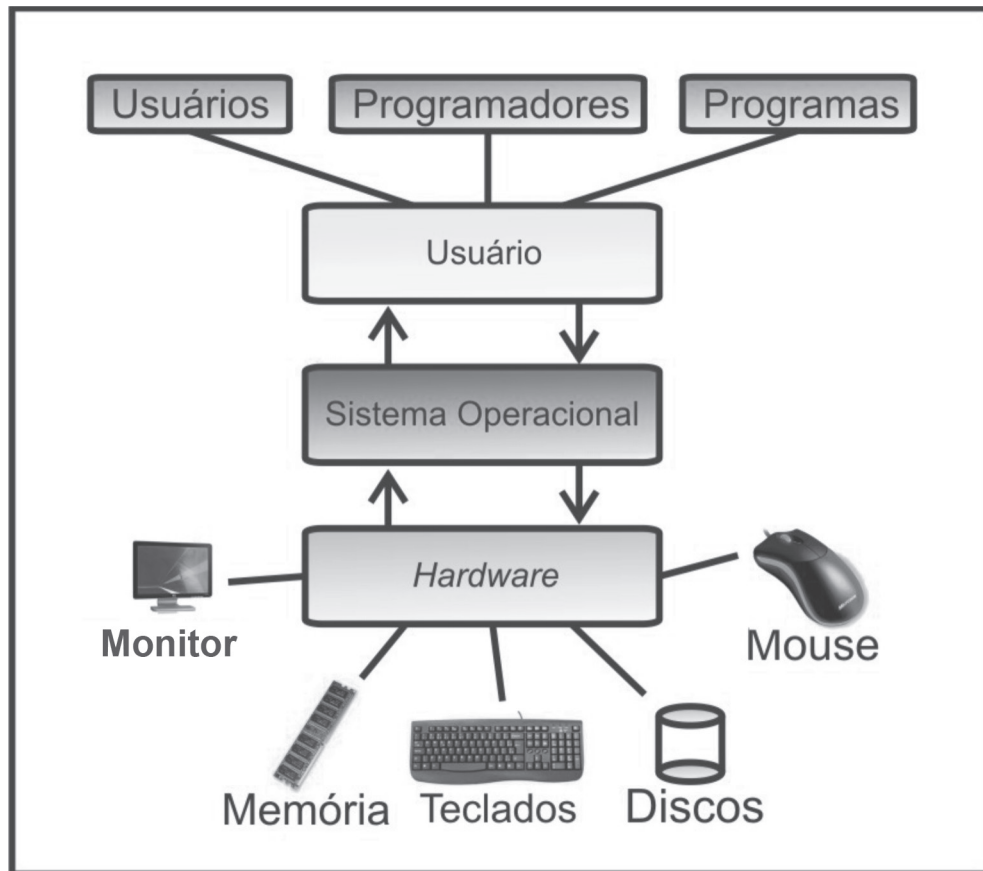 Usuários
Programadores
Programas
Usuário
Sistema Operacional
Hardware
Monitor
Mouse
Memória
Teclados
Discos